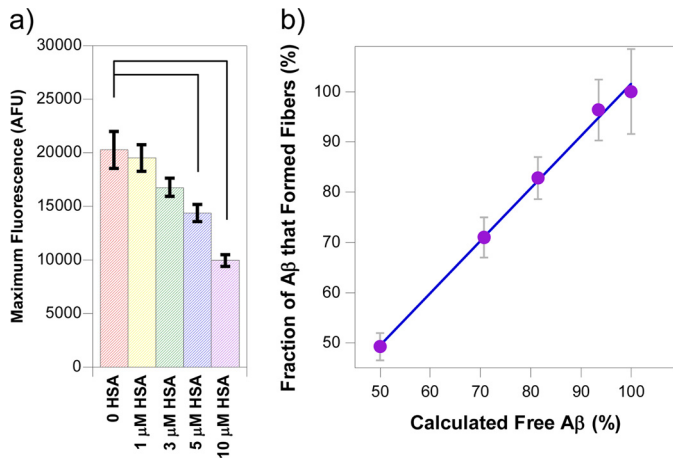 a)
Maximum Fluorescence (AFU)
30000
25000
20000
15000
10000
5000
0
0 HSA
1 μM HSA
3 μM HSA
5 μM HSA
10 μM HSA
b)
Fraction of Aβ that Formed Fibers (%)
100
90
80
70
60
50
50 60 70 80 90 100
Calculated Free Aβ (%)